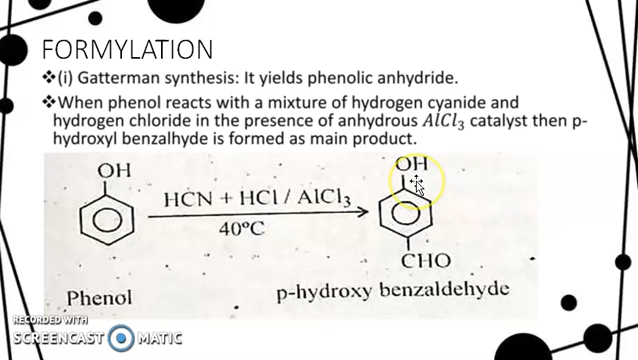 FORMYLATION
❖(i) Gatterman synthesis: It yields phenolic anhydride.
❖When phenol reacts with a mixture of hydrogen cyanide and
hydrogen chloride in the presence of anhydrous AlCl₃ catalyst then p-
hydroxyl benzalhyde is formed as main product.
OH
HCN + HCl / AlCl₃
40°C
OH
CHO
Phenol
p-hydroxy benzaldehyde
RECORDED WITH
SCREENCAST MATIC